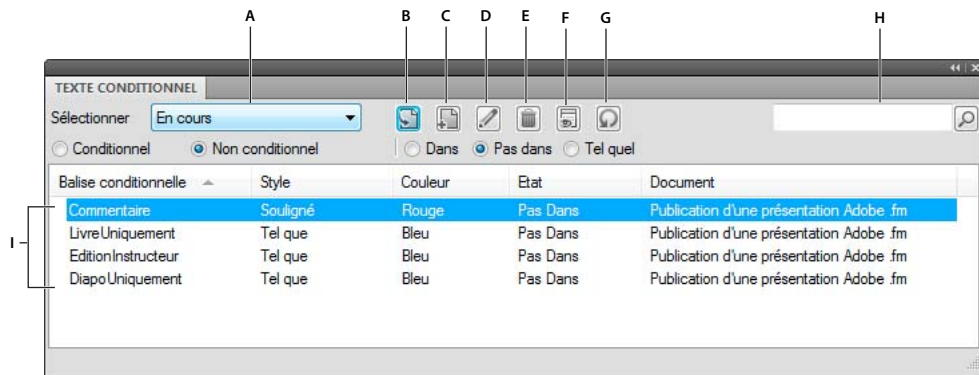 A B C D E F G H
TEXTE CONDITIONNEL
Sélectionner En cours
Conditionnel Non conditionnel Dans Pas dans Tel quel
Balise conditionnelle Style Couleur Etat Document
Commentaire Souligné Rouge Pas Dans Publication d'une présentation Adobe .fm
LivreUniquement Tel que Bleu Pas Dans Publication d'une présentation Adobe .fm
I
EditionInstructeur Tel que Bleu Pas Dans Publication d'une présentation Adobe .fm
DiapoUniquement Tel que Bleu Pas Dans Publication d'une présentation Adobe .fm